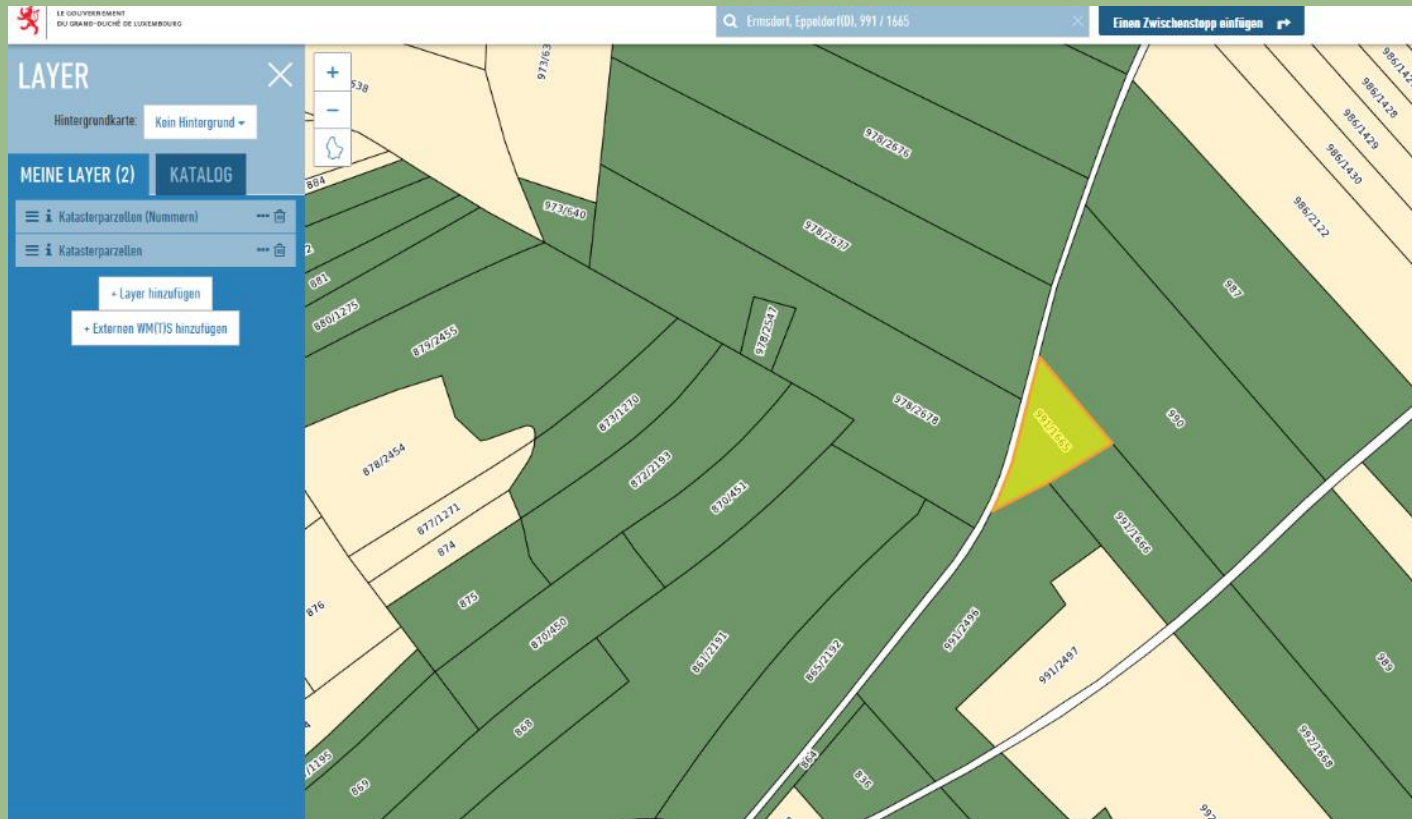 LE GOUVERNEMENT
DU GRAND-DUCHÉ DE LUXEMBOURG
Ermsdorf, Eppeldorf(D), 991 / 1665
Einen Zwischenstopp einfügen
LAYER
Hintergrundkarte:
Kein Hintergrund
MEINE LAYER (2)
KATALOG
Katasterparzellen (Nummern)
Katasterparzellen
+ Layer hinzufügen
+ Externen WM(T)S hinzufügen
978/2676
986/1428
986/1429
986/1430
986/2122
884
973/640
978/2677
987
881
880/1275
879/2455
978/2547
873/1270
978/2678
991/1665
990
878/2454
872/2193
870/451
877/1271
874
991/1666
876
875
870/450
861/2191
865/2192
991/2496
991/2497
989
868
864
836
992/1668
869